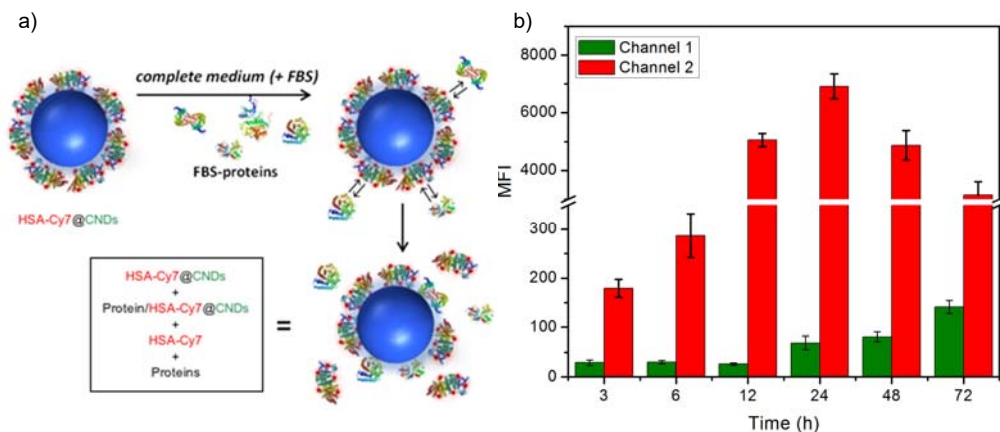 a)
complete medium (+ FBS)
FBS-proteins
HSA-Cy7@CNDs
HSA-Cy7@CNDs
+
Protein/HSA-Cy7@CNDs
+
HSA-Cy7
+
Proteins
=
b)
Channel 1
Channel 2
MFI
8000
6000
4000
300
200
100
0
3 6 12 24 48 72
Time (h)